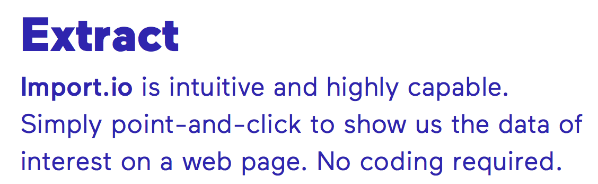 Extract
Import.io is intuitive and highly capable.
Simply point-and-click to show us the data of
interest on a web page. No coding required.